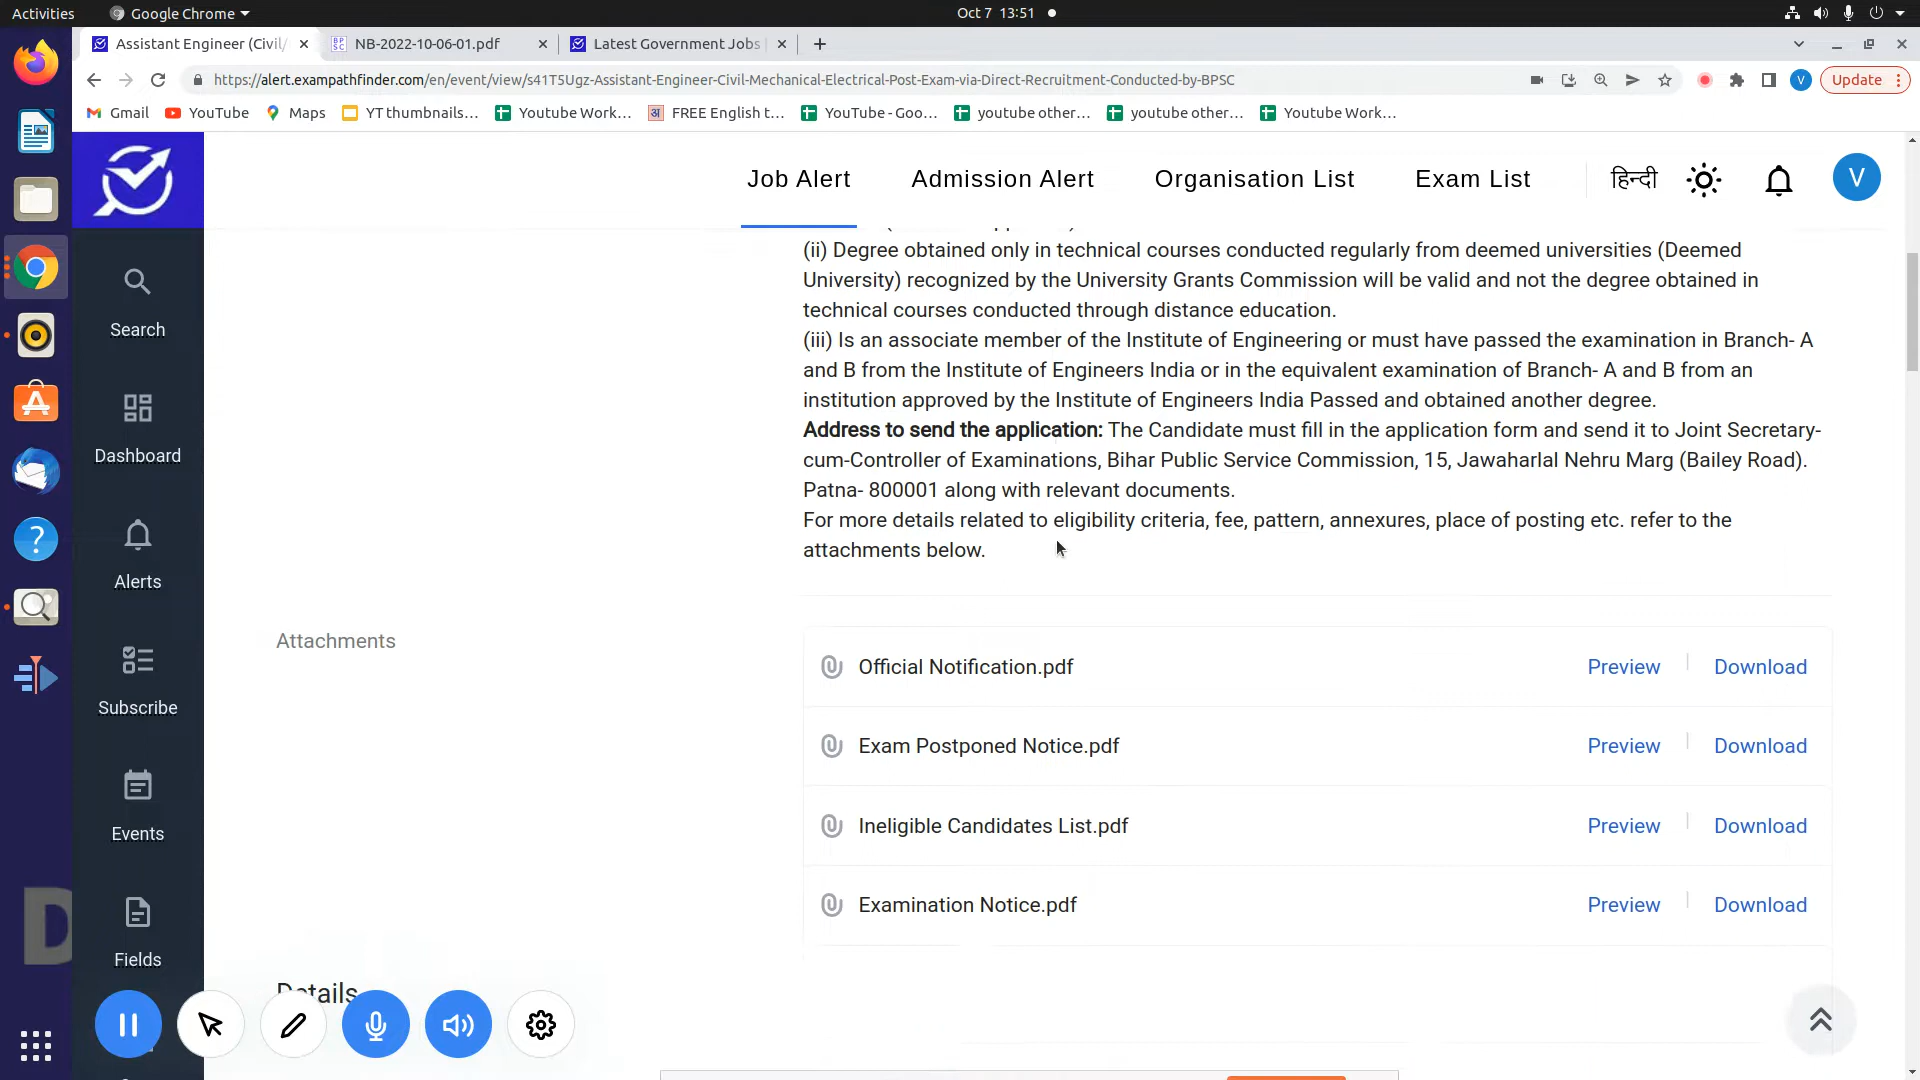 Activities
Google Chrome
Oct 7 13:51
Assistant Engineer (Civil/
NB-2022-10-06-01.pdf
Latest Government Jobs
https://alert.exampathfinder.com/en/event/view/s41T5Ugz-Assistant-Engineer-Civil-Mechanical-Electrical-Post-Exam-via-Direct-Recruitment-Conducted-by-BPSC
V
Update
Gmail
YouTube
Maps
YT thumbnails...
Youtube Work...
FREE English t...
YouTube - Goo...
youtube other...
youtube other...
Youtube Work...
Job Alert
Admission Alert
Organisation List
Exam List
हिन्दी
V
Search
Dashboard
Alerts
Subscribe
Events
Fields
(ii) Degree obtained only in technical courses conducted regularly from deemed universities (Deemed
University) recognized by the University Grants Commission will be valid and not the degree obtained in
technical courses conducted through distance education.
(iii) Is an associate member of the Institute of Engineering or must have passed the examination in Branch- A
and B from the Institute of Engineers India or in the equivalent examination of Branch- A and B from an
institution approved by the Institute of Engineers India Passed and obtained another degree.
Address to send the application: The Candidate must fill in the application form and send it to Joint Secretary-
cum-Controller of Examinations, Bihar Public Service Commission, 15, Jawaharlal Nehru Marg (Bailey Road).
Patna- 800001 along with relevant documents.
For more details related to eligibility criteria, fee, pattern, annexures, place of posting etc. refer to the
attachments below.
Attachments
Official Notification.pdf
Preview
Download
Exam Postponed Notice.pdf
Preview
Download
Ineligible Candidates List.pdf
Preview
Download
Examination Notice.pdf
Preview
Download
Details